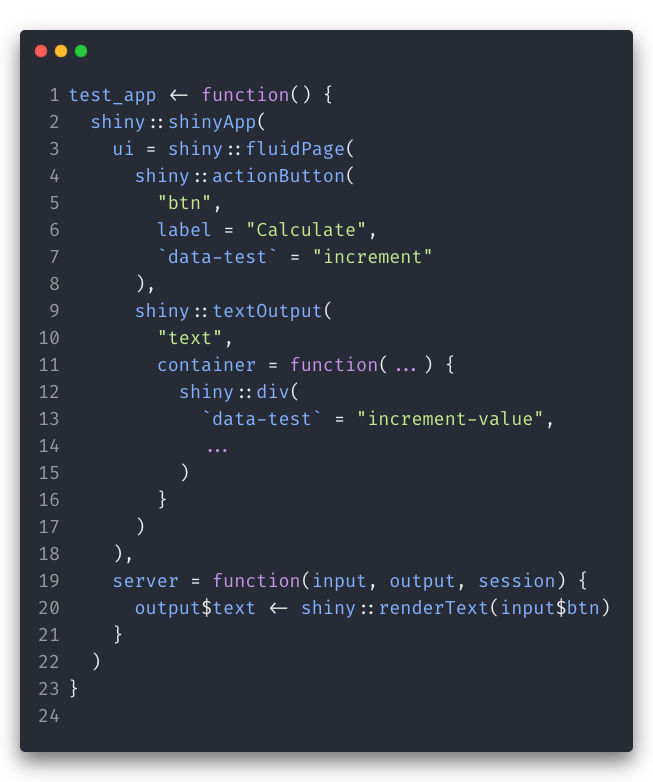 1 test_app <- function() {
2   shiny::shinyApp(
3     ui = shiny::fluidPage(
4       shiny::actionButton(
5         "btn",
6         label = "Calculate",
7         `data-test` = "increment"
8       ),
9       shiny::textOutput(
10         "text",
11         container = function(...) {
12           shiny::div(
13             `data-test` = "increment-value",
14             ...
15           )
16         }
17       )
18     ),
19     server = function(input, output, session) {
20       output$text <- shiny::renderText(input$btn)
21     }
22   )
23 }
24